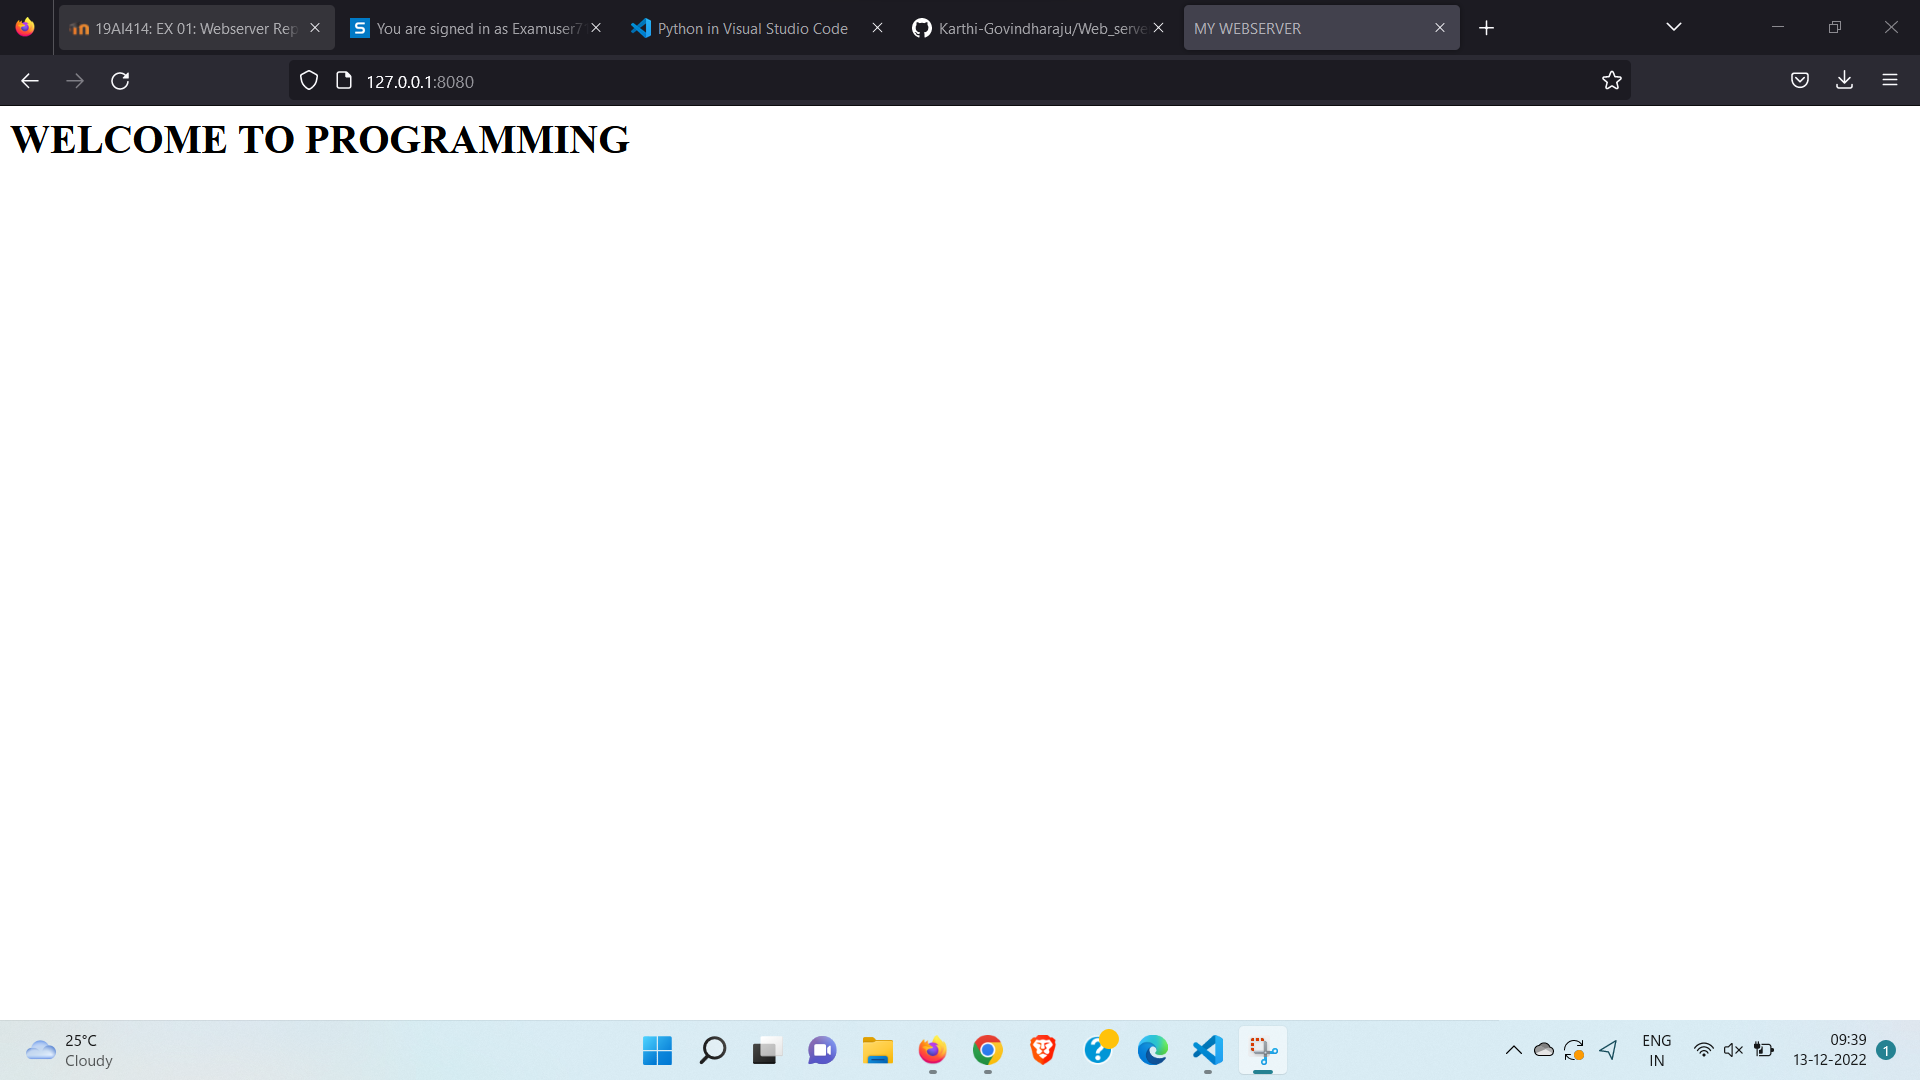 19AI414: EX 01: Webserver Rep
You are signed in as Examuser7
Python in Visual Studio Code
Karthi-Govindharaju/Web_serve
MY WEBSERVER
127.0.0.1:8080
WELCOME TO PROGRAMMING
25°C
Cloudy
ENG
IN
09:39
13-12-2022
1